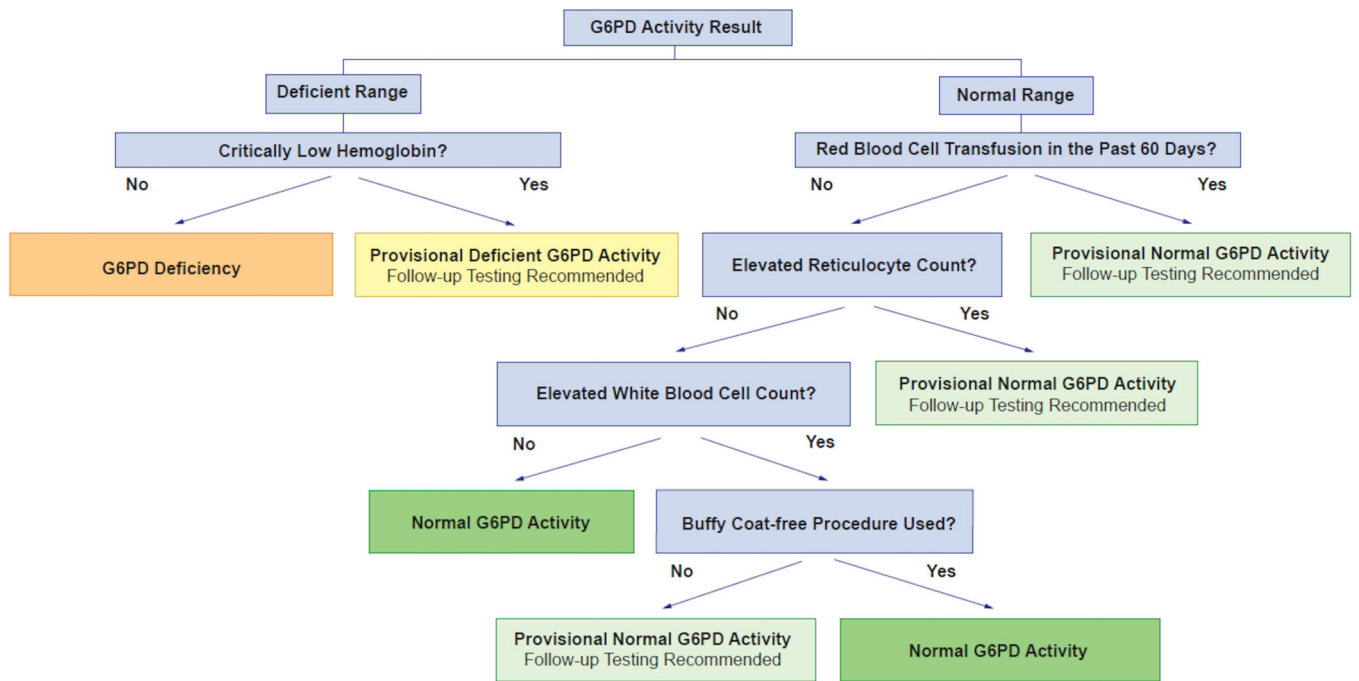 G6PD Activity Result
Deficient Range
Normal Range
Critically Low Hemoglobin?
Red Blood Cell Transfusion in the Past 60 Days?
No
Yes
No
Yes
G6PD Deficiency
Provisional Deficient G6PD Activity
Follow-up Testing Recommended
Elevated Reticulocyte Count?
Provisional Normal G6PD Activity
Follow-up Testing Recommended
No
Yes
Elevated White Blood Cell Count?
Provisional Normal G6PD Activity
Follow-up Testing Recommended
No
Yes
Normal G6PD Activity
Buffy Coat-free Procedure Used?
No
Yes
Provisional Normal G6PD Activity
Follow-up Testing Recommended
Normal G6PD Activity